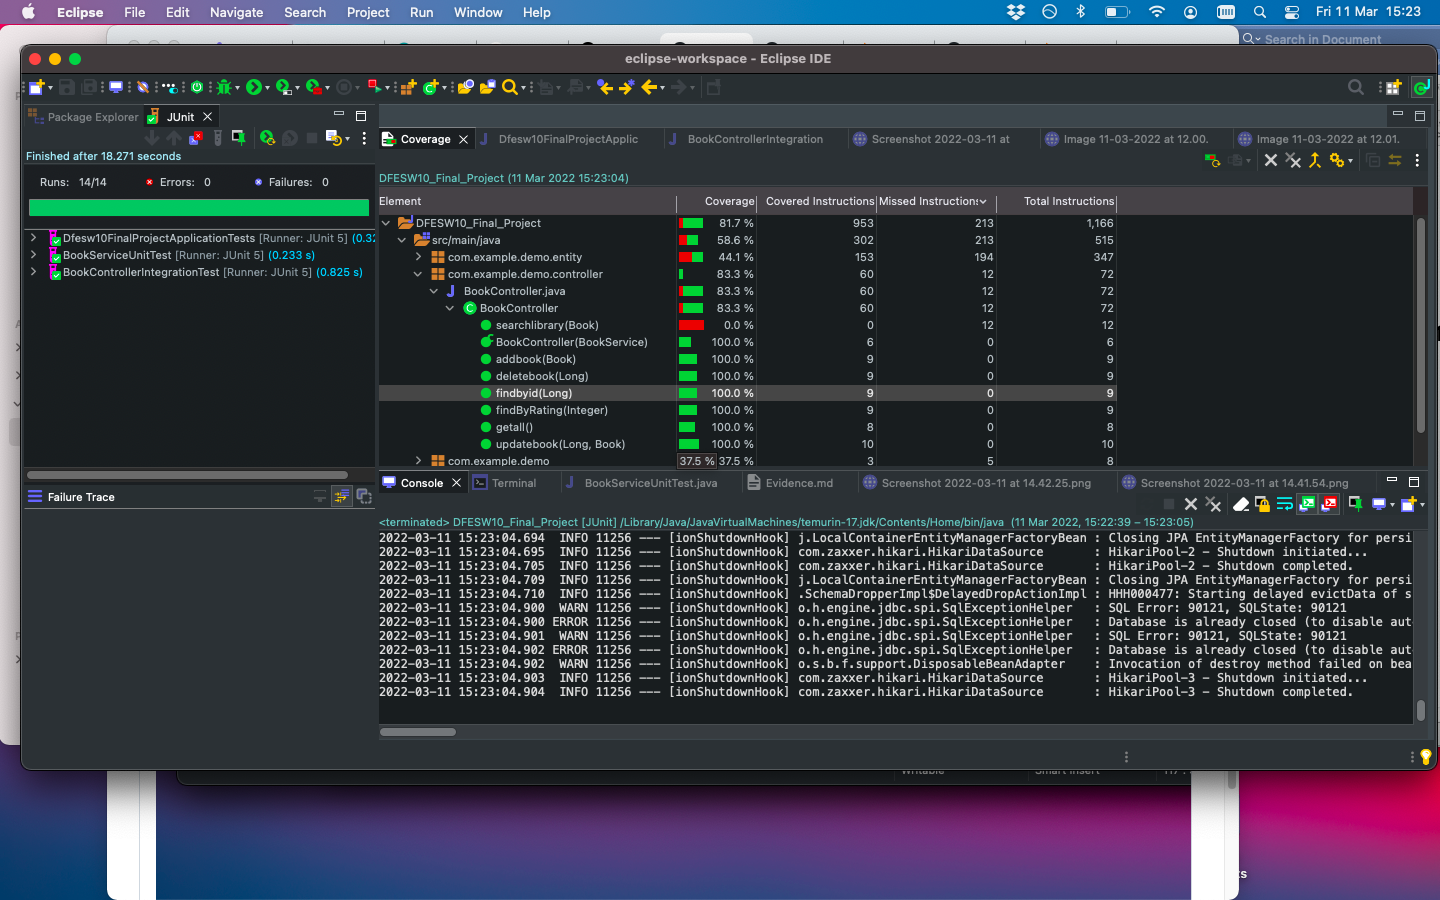 Eclipse File Edit Navigate Search Project Run Window Help Fri 11 Mar 15:23
Search in Document
eclipse-workspace - Eclipse IDE
Package Explorer JUnit
Finished after 18.271 seconds
Runs: 14/14 Errors: 0 Failures: 0
Dfesw10FinalProjectApplicationTests [Runner: JUnit 5] (0.32
BookServiceUnitTest [Runner: JUnit 5] (0.233 s)
BookControllerIntegrationTest [Runner: JUnit 5] (0.825 s)
Failure Trace
Coverage Dfesw10FinalProjectApplic BookControllerIntegration Screenshot 2022-03-11 at Image 11-03-2022 at 12.00. Image 11-03-2022 at 12.01.
DFESW10_Final_Project (11 Mar 2022 15:23:04)
Element Coverage Covered Instructions Missed Instructions Total Instructions
DFESW10_Final_Project 81.7 % 953 213 1,166
src/main/java 58.6 % 302 213 515
com.example.demo.entity 44.1 % 153 194 347
com.example.demo.controller 83.3 % 60 12 72
BookController.java 83.3 % 60 12 72
BookController 83.3 % 60 12 72
searchlibrary(Book) 0.0 % 0 12 12
BookController(BookService) 100.0 % 6 0 6
addbook(Book) 100.0 % 9 0 9
deletebook(Long) 100.0 % 9 0 9
findbyid(Long) 100.0 % 9 0 9
findByRating(Integer) 100.0 % 9 0 9
getall() 100.0 % 8 0 8
updatebook(Long, Book) 100.0 % 10 0 10
com.example.demo 37.5 % 37.5 % 3 5 8
Console Terminal BookServiceUnitTest.java Evidence.md Screenshot 2022-03-11 at 14.42.25.png Screenshot 2022-03-11 at 14.41.54.png
<terminated> DFESW10_Final_Project [JUnit] /Library/Java/JavaVirtualMachines/temurin-17.jdk/Contents/Home/bin/java (11 Mar 2022, 15:22:39 – 15:23:05)
2022-03-11 15:23:04.694 INFO 11256 --- [ionShutdownHook] j.LocalContainerEntityManagerFactoryBean : Closing JPA EntityManagerFactory for persi
2022-03-11 15:23:04.695 INFO 11256 --- [ionShutdownHook] com.zaxxer.hikari.HikariDataSource : HikariPool-2 - Shutdown initiated...
2022-03-11 15:23:04.705 INFO 11256 --- [ionShutdownHook] com.zaxxer.hikari.HikariDataSource : HikariPool-2 - Shutdown completed.
2022-03-11 15:23:04.709 INFO 11256 --- [ionShutdownHook] j.LocalContainerEntityManagerFactoryBean : Closing JPA EntityManagerFactory for persi
2022-03-11 15:23:04.710 INFO 11256 --- [ionShutdownHook] .SchemaDropperImpl$DelayedDropActionImpl : HHH000477: Starting delayed evictData of s
2022-03-11 15:23:04.900 WARN 11256 --- [ionShutdownHook] o.h.engine.jdbc.spi.SqlExceptionHelper : SQL Error: 90121, SQLState: 90121
2022-03-11 15:23:04.900 ERROR 11256 --- [ionShutdownHook] o.h.engine.jdbc.spi.SqlExceptionHelper : Database is already closed (to disable aut
2022-03-11 15:23:04.901 WARN 11256 --- [ionShutdownHook] o.h.engine.jdbc.spi.SqlExceptionHelper : SQL Error: 90121, SQLState: 90121
2022-03-11 15:23:04.902 ERROR 11256 --- [ionShutdownHook] o.h.engine.jdbc.spi.SqlExceptionHelper : Database is already closed (to disable aut
2022-03-11 15:23:04.902 WARN 11256 --- [ionShutdownHook] o.s.b.f.support.DisposableBeanAdapter : Invocation of destroy method failed on bea
2022-03-11 15:23:04.903 INFO 11256 --- [ionShutdownHook] com.zaxxer.hikari.HikariDataSource : HikariPool-3 - Shutdown initiated...
2022-03-11 15:23:04.904 INFO 11256 --- [ionShutdownHook] com.zaxxer.hikari.HikariDataSource : HikariPool-3 - Shutdown completed.
Writable Smart Insert
ts